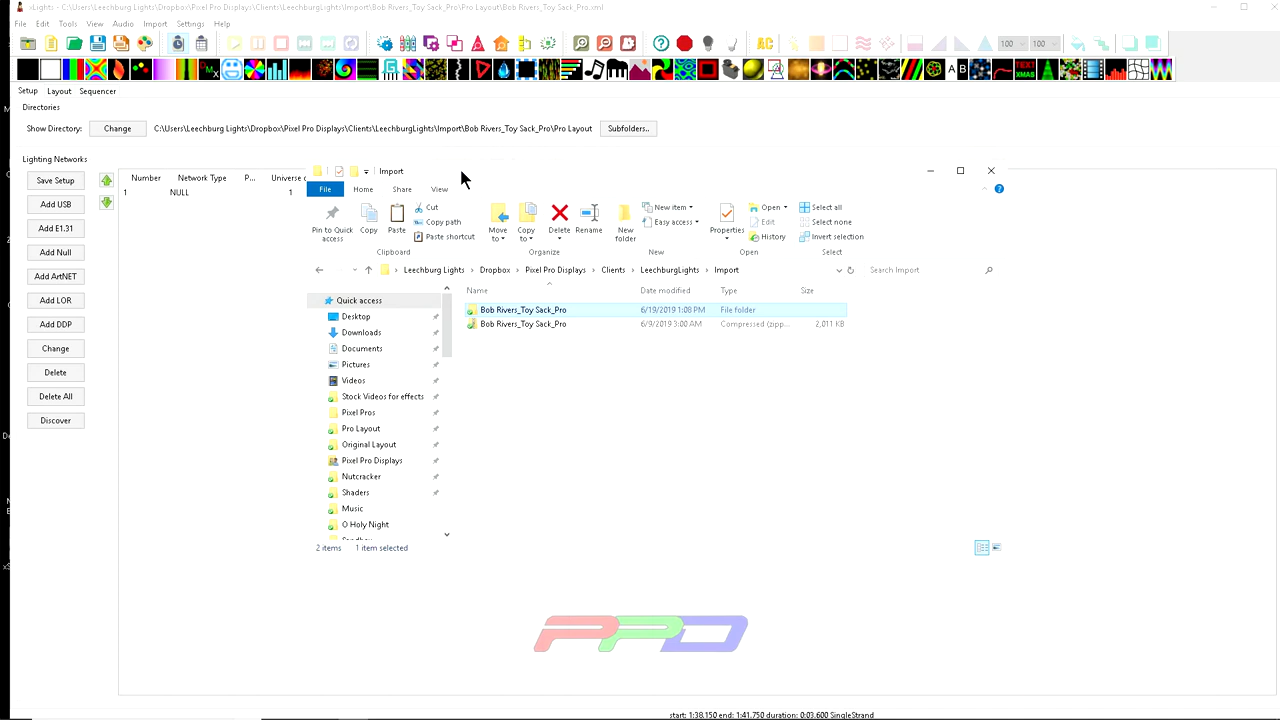 xLights - C:\Users\Leechburg Lights\Dropbox\Pixel Pro Displays\Clients\LeechburgLights\Import\Bob Rivers_Toy Sack_Pro\Pro Layout\Bob Rivers_Toy Sack_Pro.xml
File Edit Tools View Audio Import Settings Help
AC 100 100
A B TEXT XMAS
Setup Layout Sequencer
Directories
Show Directory: Change C:\Users\Leechburg Lights\Dropbox\Pixel Pro Displays\Clients\LeechburgLights\Import\Bob Rivers_Toy Sack_Pro\Pro Layout Subfolders..
Lighting Networks
Save Setup
Add USB
Add E1.31
Add Null
Add ArtNET
Add LOR
Add DDP
Change
Delete
Delete All
Discover
Number Network Type P... Universe
1 NULL 1
Import
File Home Share View
Pin to Quick access
Copy
Paste
Cut
Copy path
Paste shortcut
Clipboard
Move to
Copy to
Delete
Rename
Organize
New folder
New item
Easy access
New
Properties
Open
Edit
History
Open
Select all
Select none
Invert selection
Select
Leechburg Lights Dropbox Pixel Pro Displays Clients LeechburgLights Import
Search Import
Name Date modified Type Size
Bob Rivers_Toy Sack_Pro 6/19/2019 1:08 PM File folder
Bob Rivers_Toy Sack_Pro 6/9/2019 3:00 AM Compressed (zipp... 2,011 KB
Quick access
Desktop
Downloads
Documents
Pictures
Videos
Stock Videos for effects
Pixel Pros
Pro Layout
Original Layout
Pixel Pro Displays
Nutcracker
Shaders
Music
O Holy Night
2 items 1 item selected
PPD
start: 1:38.150 end: 1:41.750 duration: 0:03.600 SingleStrand